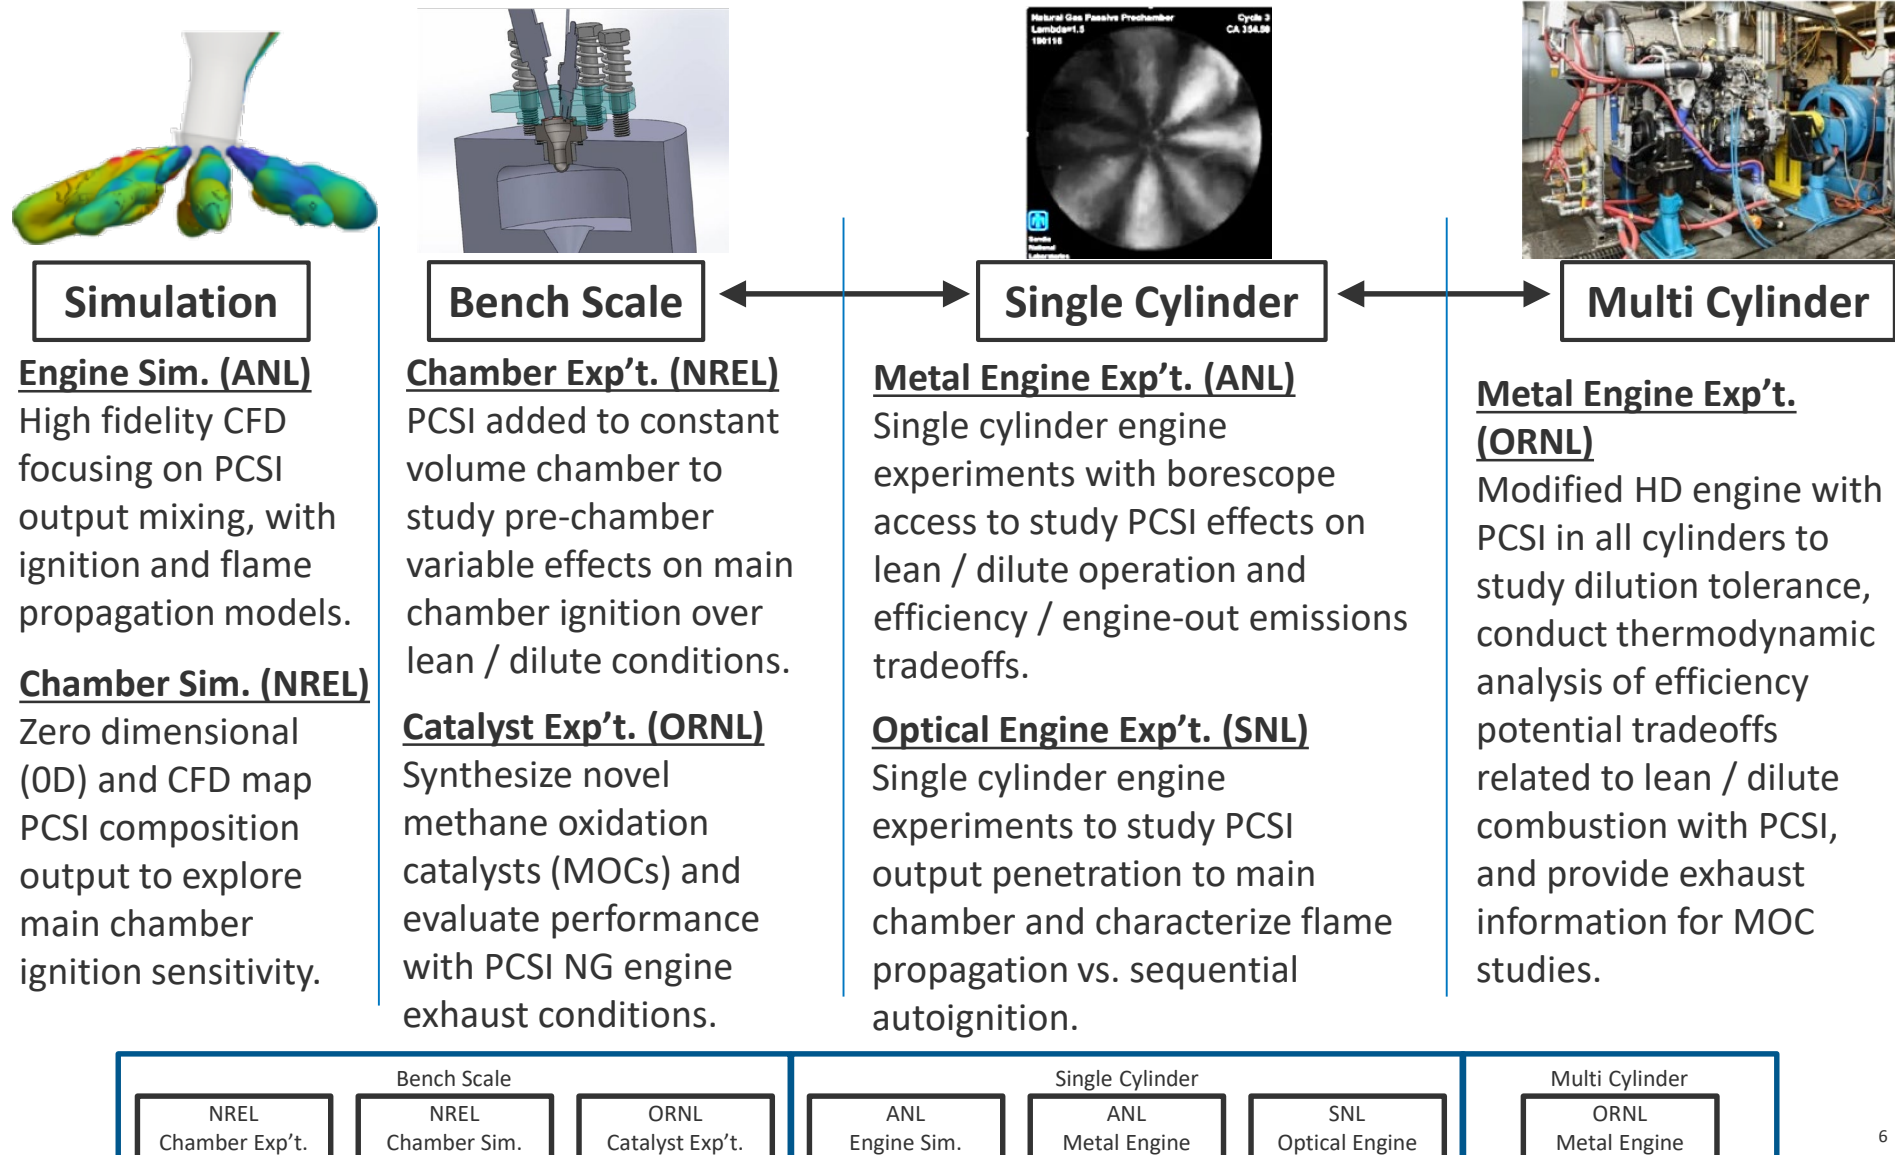 Natural Gas Passive Prechamber
Cycle 3
Lambda=1.5
CA 354.50
190116
Sandia
National
Laboratories
Simulation
Bench Scale
Single Cylinder
Multi Cylinder
Engine Sim. (ANL)
High fidelity CFD
focusing on PCSI
output mixing, with
ignition and flame
propagation models.
Chamber Sim. (NREL)
Zero dimensional
(0D) and CFD map
PCSI composition
output to explore
main chamber
ignition sensitivity.
Chamber Exp’t. (NREL)
PCSI added to constant
volume chamber to
study pre-chamber
variable effects on main
chamber ignition over
lean / dilute conditions.
Catalyst Exp’t. (ORNL)
Synthesize novel
methane oxidation
catalysts (MOCs) and
evaluate performance
with PCSI NG engine
exhaust conditions.
Metal Engine Exp’t. (ANL)
Single cylinder engine
experiments with borescope
access to study PCSI effects on
lean / dilute operation and
efficiency / engine-out emissions
tradeoffs.
Optical Engine Exp’t. (SNL)
Single cylinder engine
experiments to study PCSI
output penetration to main
chamber and characterize flame
propagation vs. sequential
autoignition.
Metal Engine Exp’t.
(ORNL)
Modified HD engine with
PCSI in all cylinders to
study dilution tolerance,
conduct thermodynamic
analysis of efficiency
potential tradeoffs
related to lean / dilute
combustion with PCSI,
and provide exhaust
information for MOC
studies.
Bench Scale
NREL
Chamber Exp’t.
NREL
Chamber Sim.
ORNL
Catalyst Exp’t.
Single Cylinder
ANL
Engine Sim.
ANL
Metal Engine
SNL
Optical Engine
Multi Cylinder
ORNL
Metal Engine
6